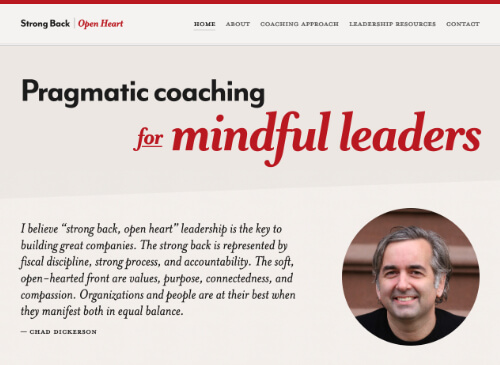 Strong Back | Open Heart
HOME ABOUT COACHING APPROACH LEADERSHIP RESOURCES CONTACT
Pragmatic coaching
for mindful leaders
I believe “strong back, open heart” leadership is the key to
building great companies. The strong back is represented by
fiscal discipline, strong process, and accountability. The soft,
open-hearted front are values, purpose, connectedness, and
compassion. Organizations and people are at their best when
they manifest both in equal balance.
— CHAD DICKERSON